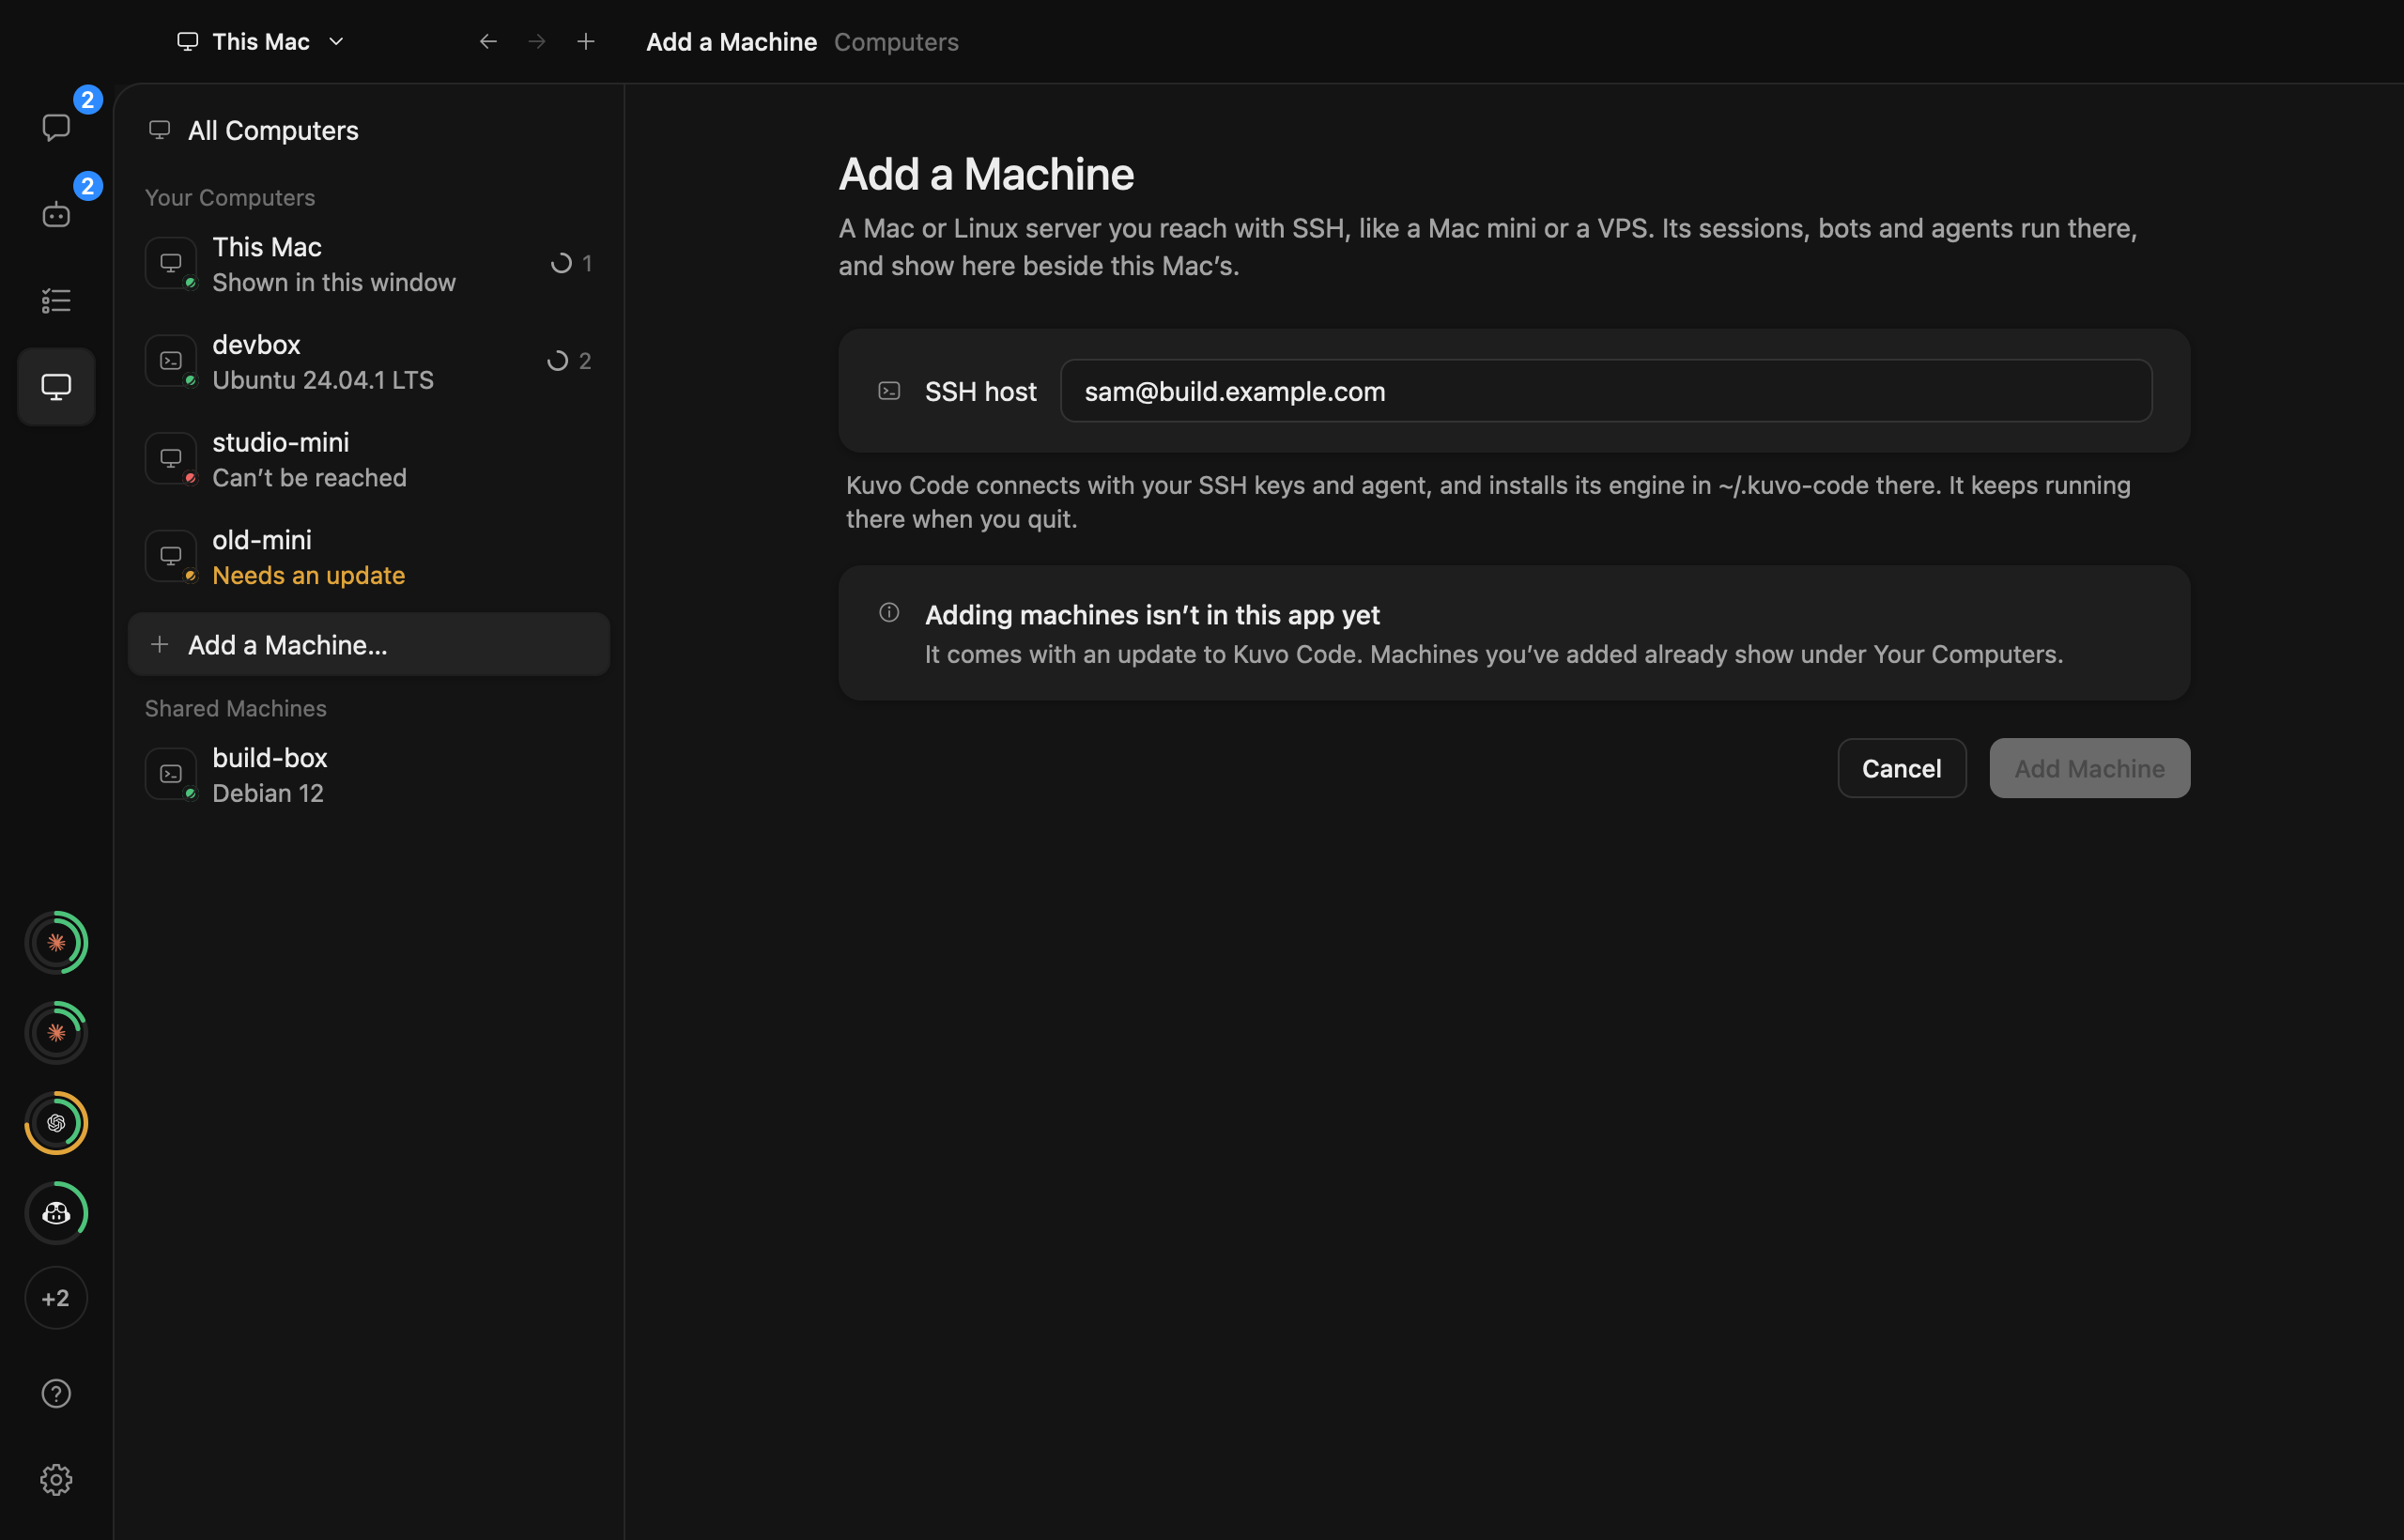 This Mac
Add a Machine Computers
2
2
All Computers
Your Computers
This Mac
Shown in this window
1
devbox
Ubuntu 24.04.1 LTS
2
studio-mini
Can’t be reached
old-mini
Needs an update
Add a Machine...
Shared Machines
build-box
Debian 12
+2
Add a Machine
A Mac or Linux server you reach with SSH, like a Mac mini or a VPS. Its sessions, bots and agents run there,
and show here beside this Mac’s.
SSH host
sam@build.example.com
Kuvo Code connects with your SSH keys and agent, and installs its engine in ~/.kuvo-code there. It keeps running
there when you quit.
Adding machines isn’t in this app yet
It comes with an update to Kuvo Code. Machines you’ve added already show under Your Computers.
Cancel
Add Machine